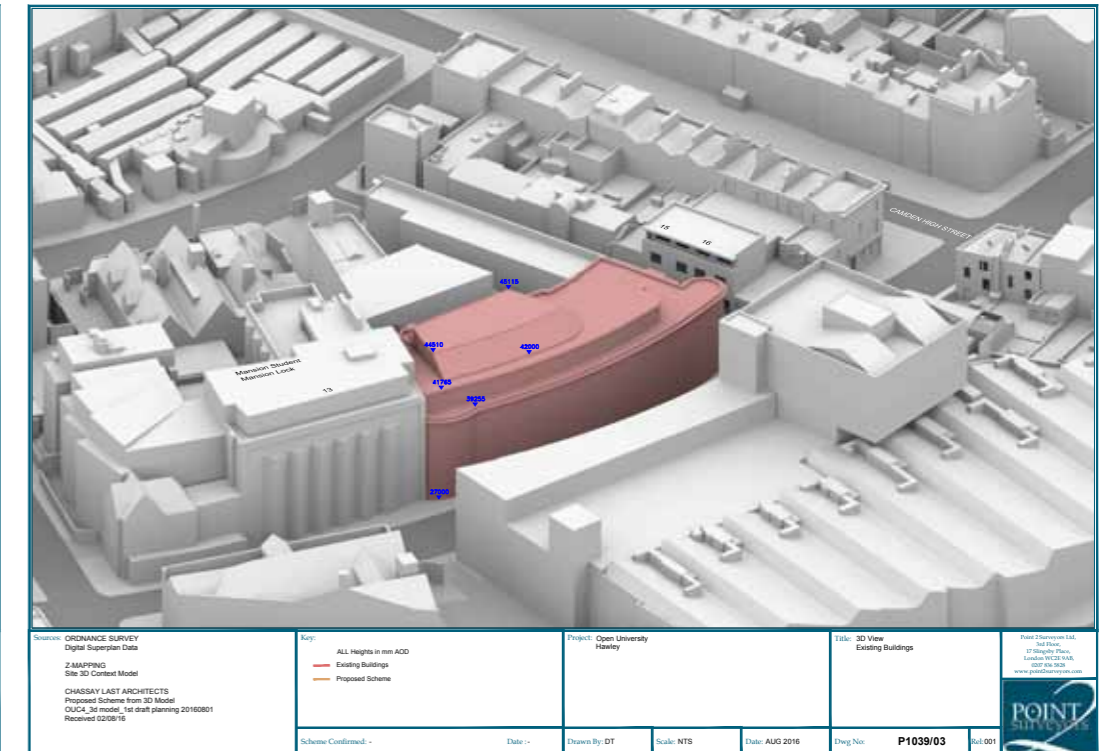 CAMDEN HIGH STREET
15
16
45115
44510
42000
41765
39255
Mansion Student
Mansion Lock
13
27000
Sources:
ORDNANCE SURVEY
Digital Superplan Data
Z-MAPPING
Site 3D Context Model
CHASSAY LAST ARCHITECTS
Proposed Scheme from 3D Model
OUC4_3d model_1st draft planning 20160801
Received 02/08/16
Key:
ALL Heights in mm AOD
Existing Buildings
Proposed Scheme
Scheme Confirmed: - Date : -
Project: Open University
Hawley
Drawn By: DT
Scale: NTS
Date: AUG 2016
Title: 3D View
Existing Buildings
Dwg No: P1039/03
Rel:001
Point 2 Surveyors Ltd,
3rd Floor,
17 Slingsby Place,
London WC2E 9AB,
0207 836 5828
www.point2surveyors.com
POINT 2
surveyors